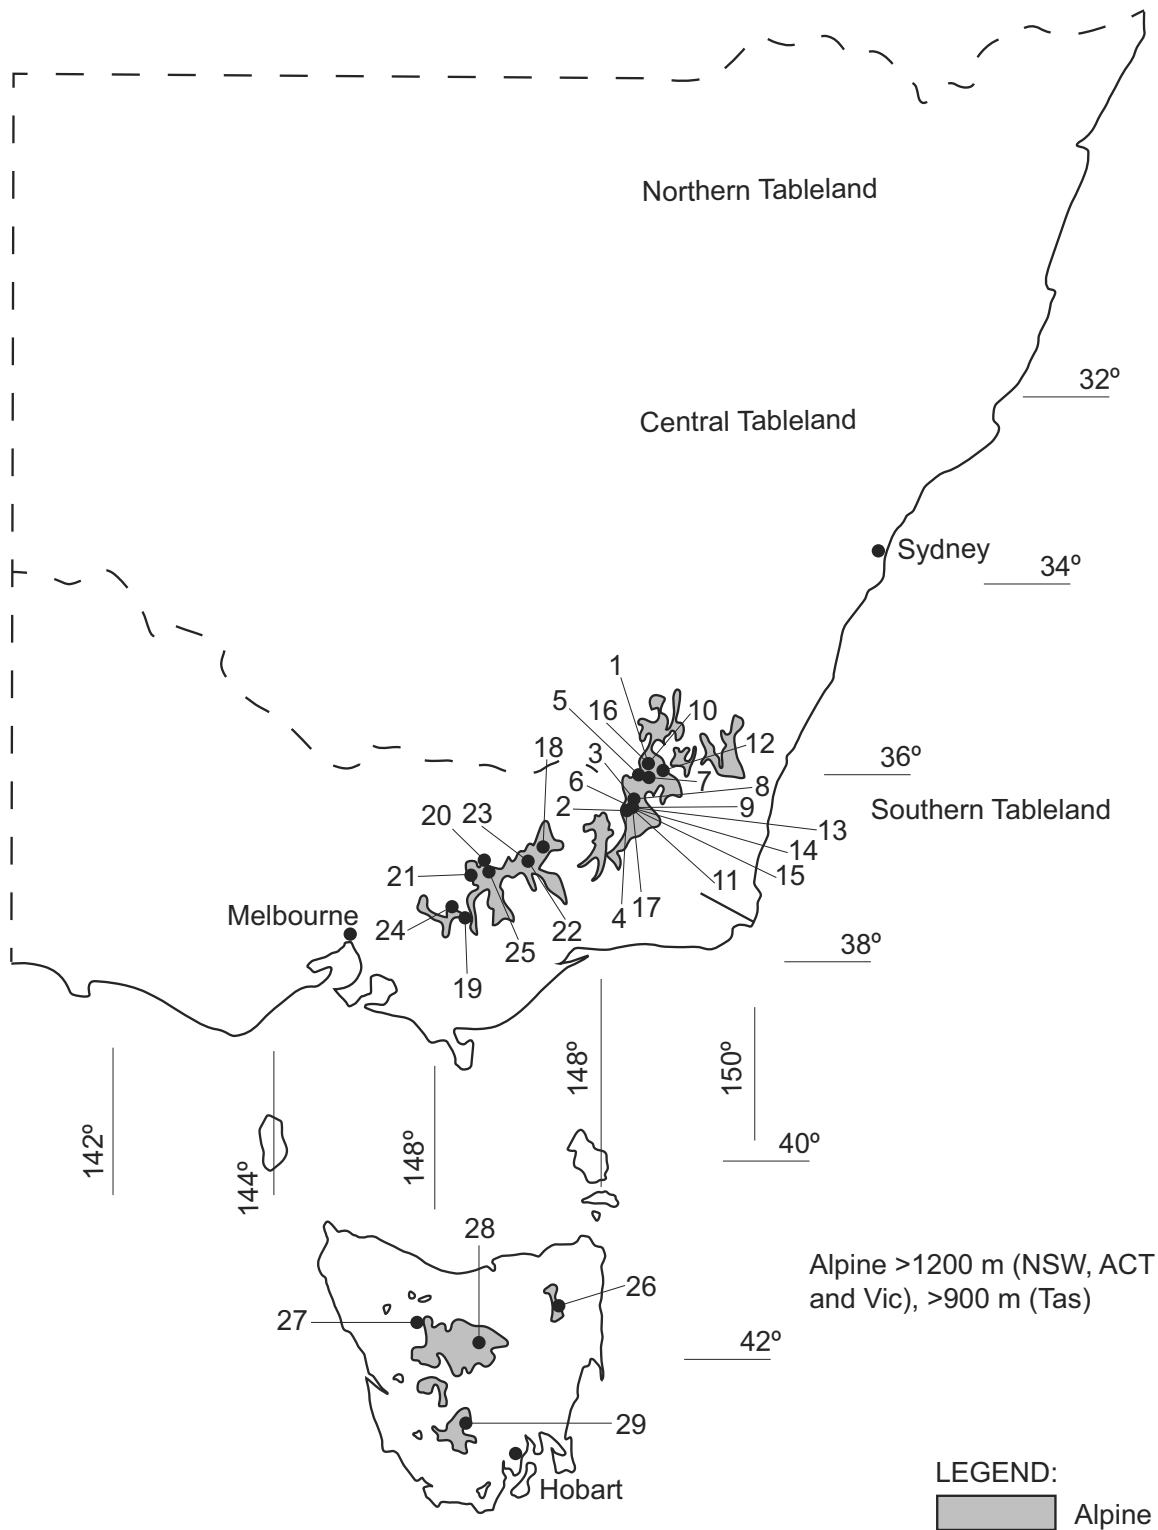 Northern Tableland
32º
Central Tableland
Sydney
34º
1
5
16
10
18
3
12
36º
6
7
8
2
9
Southern Tableland
20
23
13
14
21
15
11
Melbourne
4
17
24
22
25
38º
19
148º
150º
142º
144º
148º
40º
28
Alpine >1200 m (NSW, ACT
and Vic), >900 m (Tas)
26
27
42º
29
LEGEND:
Hobart
Alpine